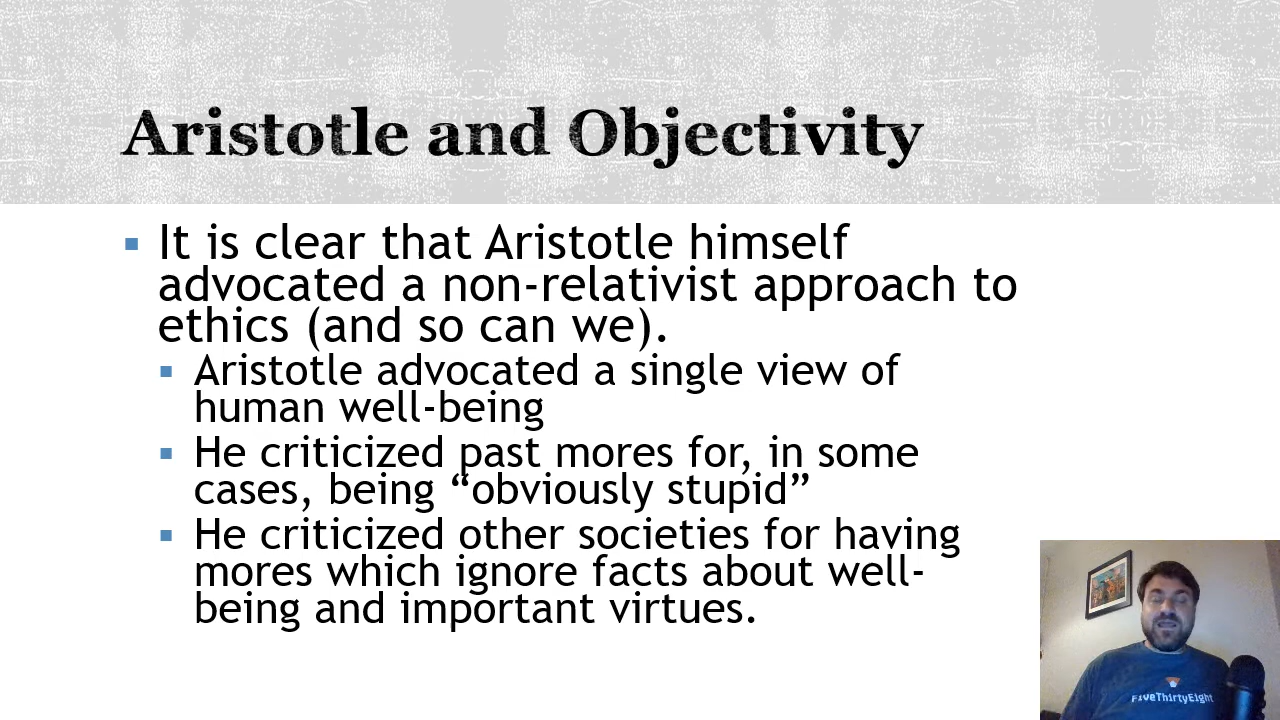 Aristotle and Objectivity
It is clear that Aristotle himself
advocated a non-relativist approach to
ethics (and so can we).
Aristotle advocated a single view of
human well-being
He criticized past mores for, in some
cases, being “obviously stupid”
He criticized other societies for having
mores which ignore facts about well-
being and important virtues.
FiveThirtyEight